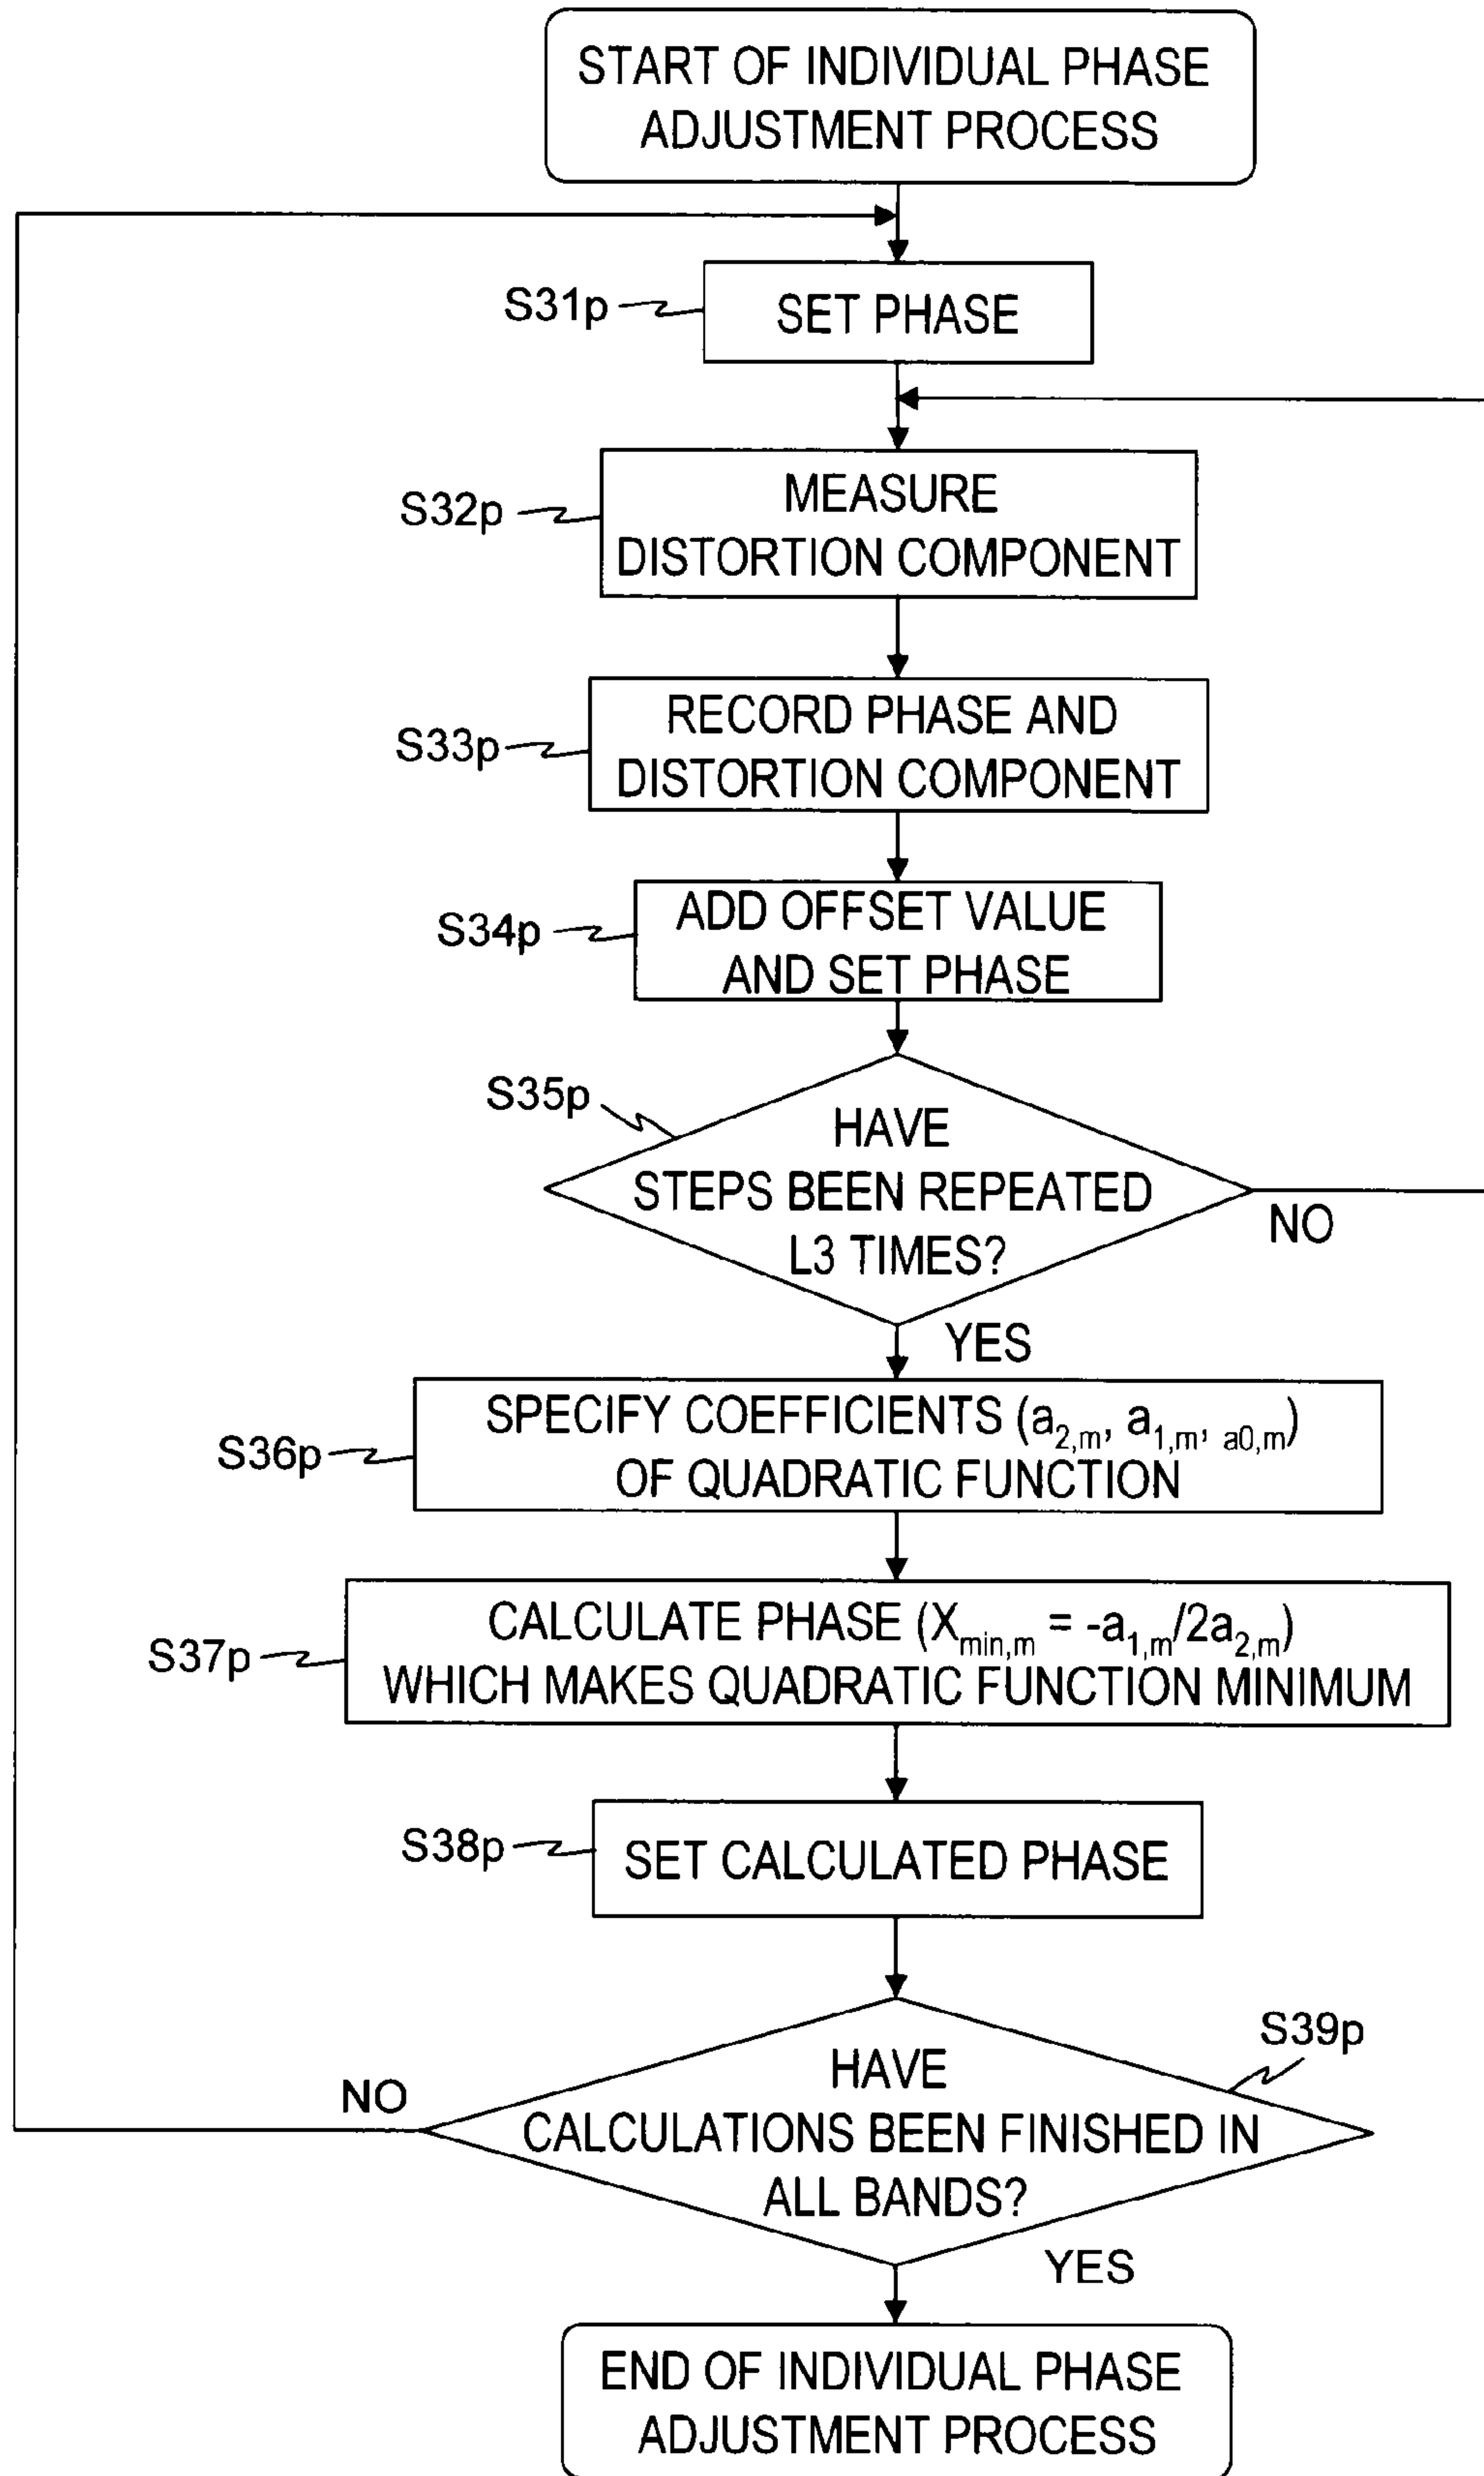 START OF INDIVIDUAL PHASE
ADJUSTMENT PROCESS
S31p
SET PHASE
S32p
MEASURE
DISTORTION COMPONENT
S33p
RECORD PHASE AND
DISTORTION COMPONENT
S34p
ADD OFFSET VALUE
AND SET PHASE
S35p
HAVE
STEPS BEEN REPEATED
L3 TIMES?
NO
YES
S36p
SPECIFY COEFFICIENTS (a2,m, a1,m, a0,m)
OF QUADRATIC FUNCTION
S37p
CALCULATE PHASE (Xmin,m = -a1,m/2a2,m)
WHICH MAKES QUADRATIC FUNCTION MINIMUM
S38p
SET CALCULATED PHASE
S39p
HAVE
CALCULATIONS BEEN FINISHED IN
ALL BANDS?
NO
YES
END OF INDIVIDUAL PHASE
ADJUSTMENT PROCESS